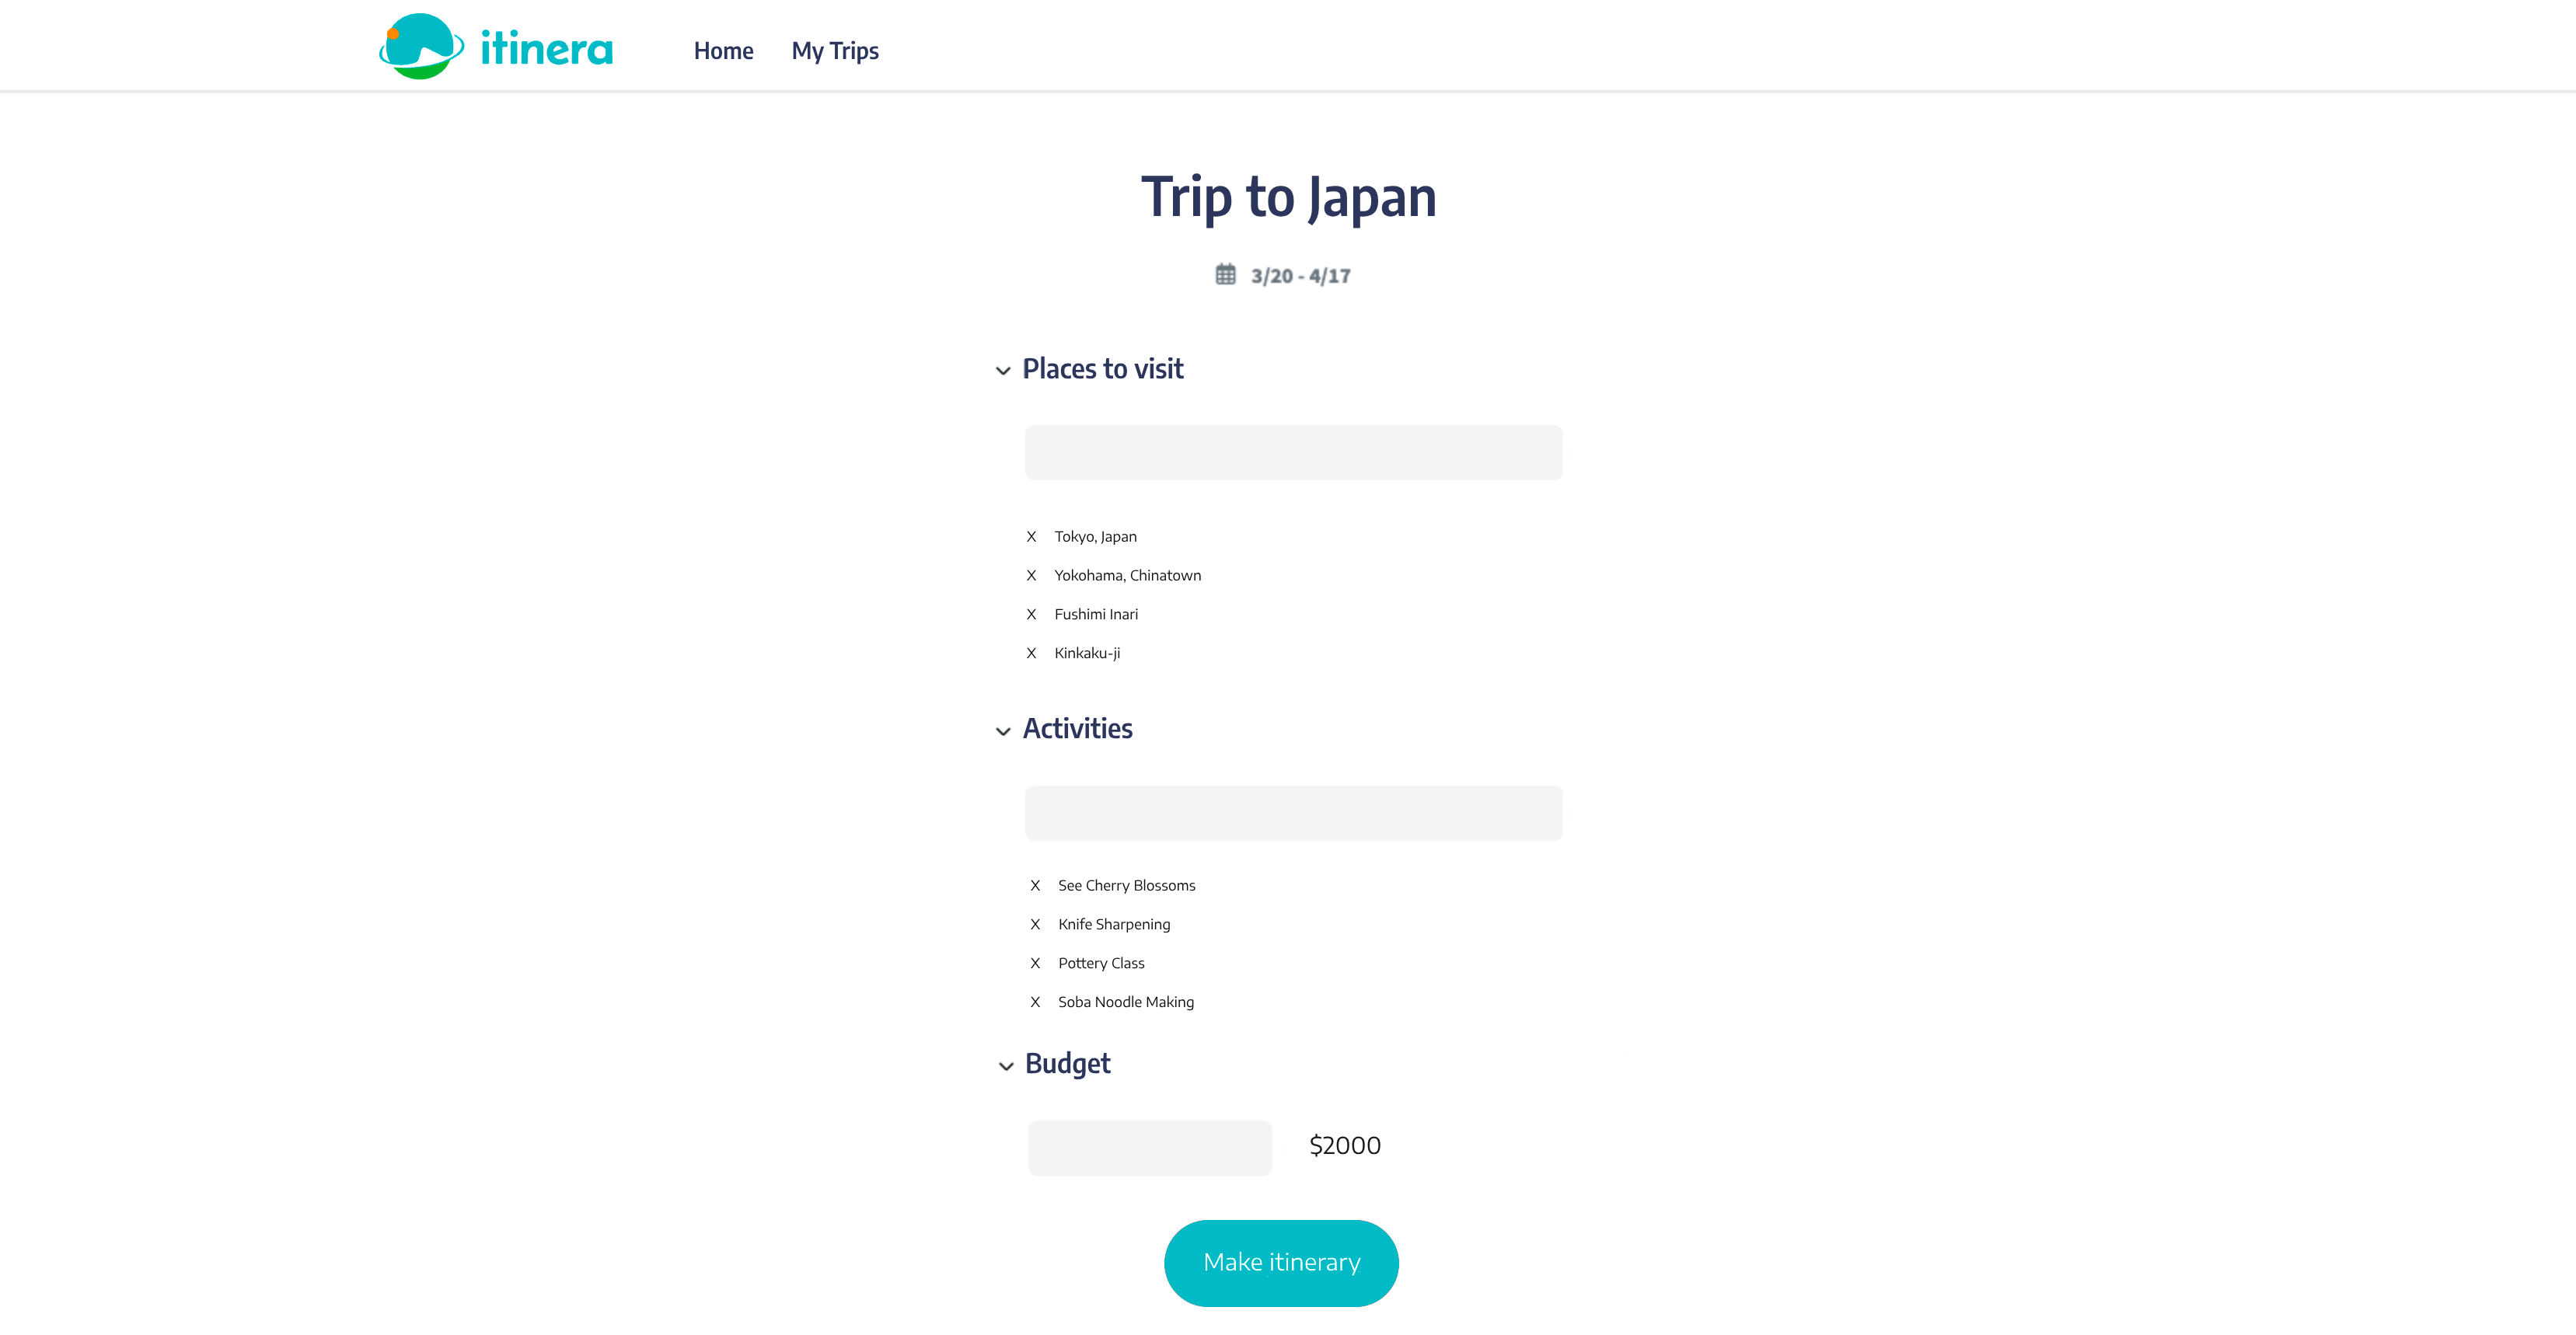 itinera
Home
My Trips
Trip to Japan
3/20 - 4/17
Places to visit
X Tokyo, Japan
X Yokohama, Chinatown
X Fushimi Inari
X Kinkaku-ji
Activities
X See Cherry Blossoms
X Knife Sharpening
X Pottery Class
X Soba Noodle Making
Budget
$2000
Make itinerary